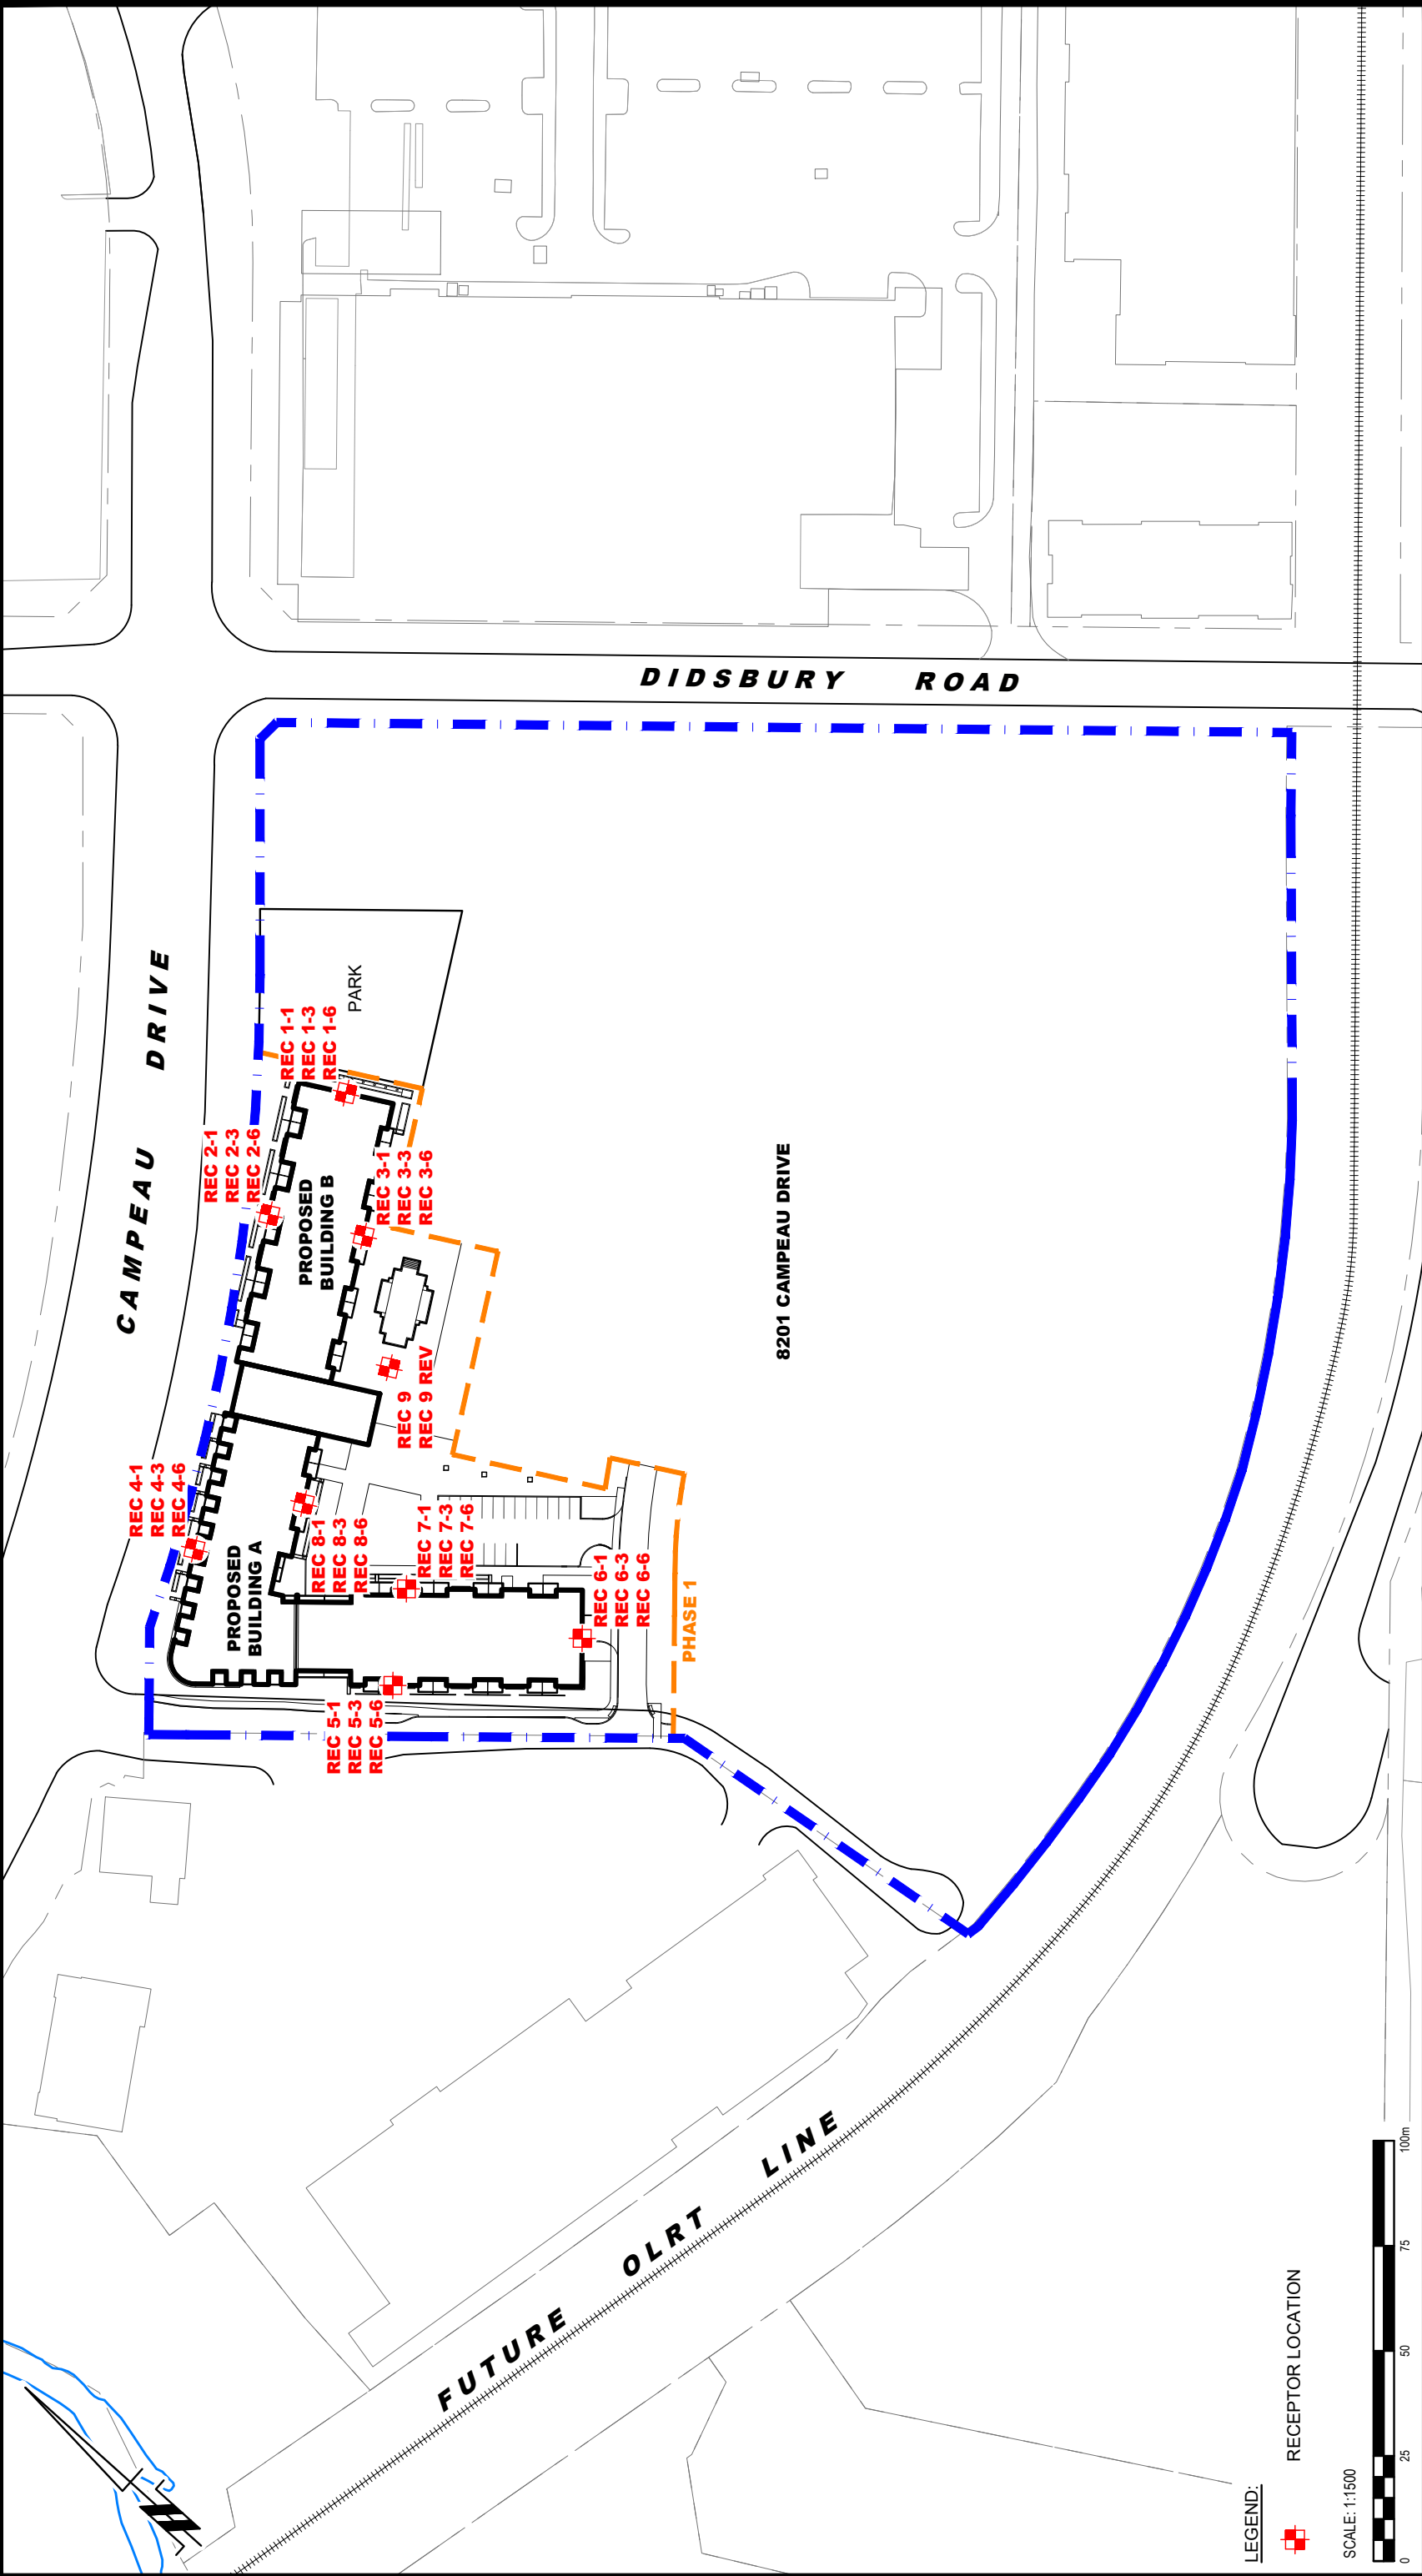 DIDSBURY ROAD
CAMPEAU DRIVE
PARK
REC 1-1
REC 1-3
REC 1-6
REC 2-1
REC 2-3
REC 2-6
PROPOSED
BUILDING B
REC 3-1
REC 3-3
REC 3-6
8201 CAMPEAU DRIVE
REC 9
REC 9 REV
REC 4-1
REC 4-3
REC 4-6
PROPOSED
BUILDING A
REC 8-1
REC 8-3
REC 8-6
REC 7-1
REC 7-3
REC 7-6
REC 6-1
REC 6-3
REC 6-6
PHASE 1
REC 5-1
REC 5-3
REC 5-6
FUTURE OLRT LINE
LEGEND:
RECEPTOR LOCATION
SCALE: 1:1500
0 25 50 75 100m